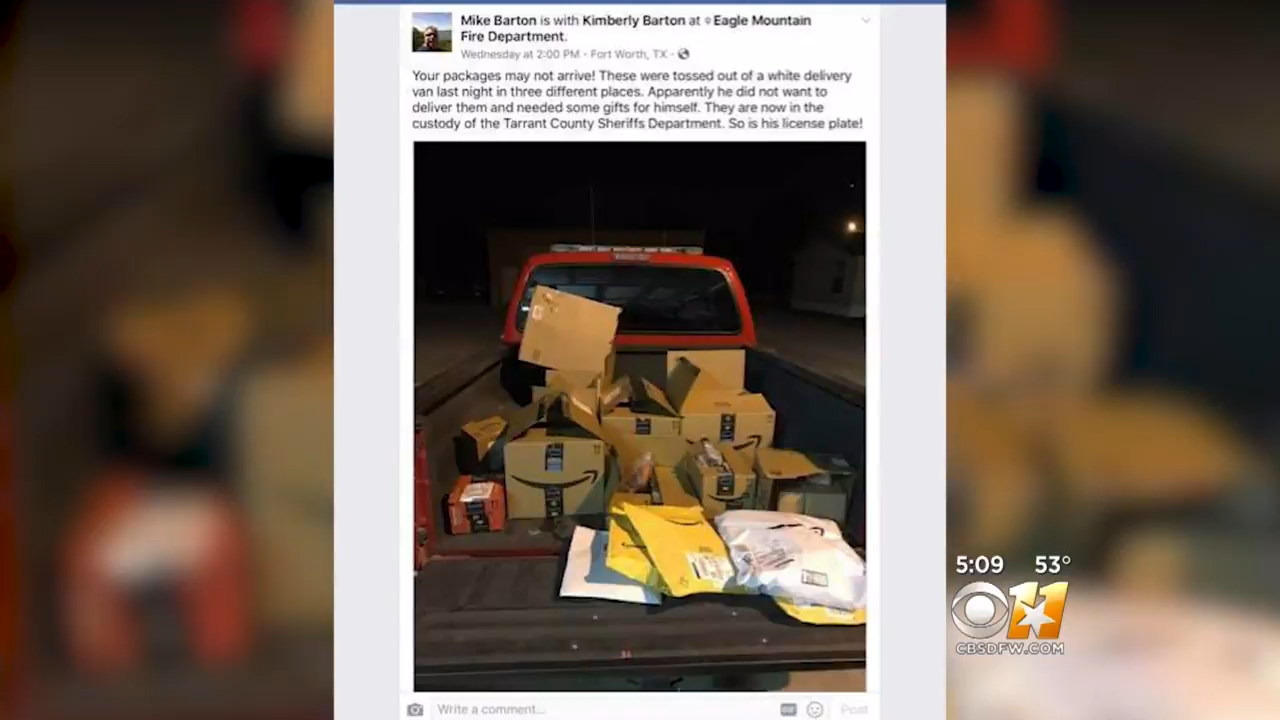 Mike Barton is with Kimberly Barton at Eagle Mountain
Fire Department.
Wednesday at 2:00 PM · Fort Worth, TX ·
Your packages may not arrive! These were tossed out of a white delivery
van last night in three different places. Apparently he did not want to
deliver them and needed some gifts for himself. They are now in the
custody of the Tarrant County Sheriffs Department. So is his license plate!
Write a comment...
GIF
Post
5:09 53°
11
CBSDFW.COM